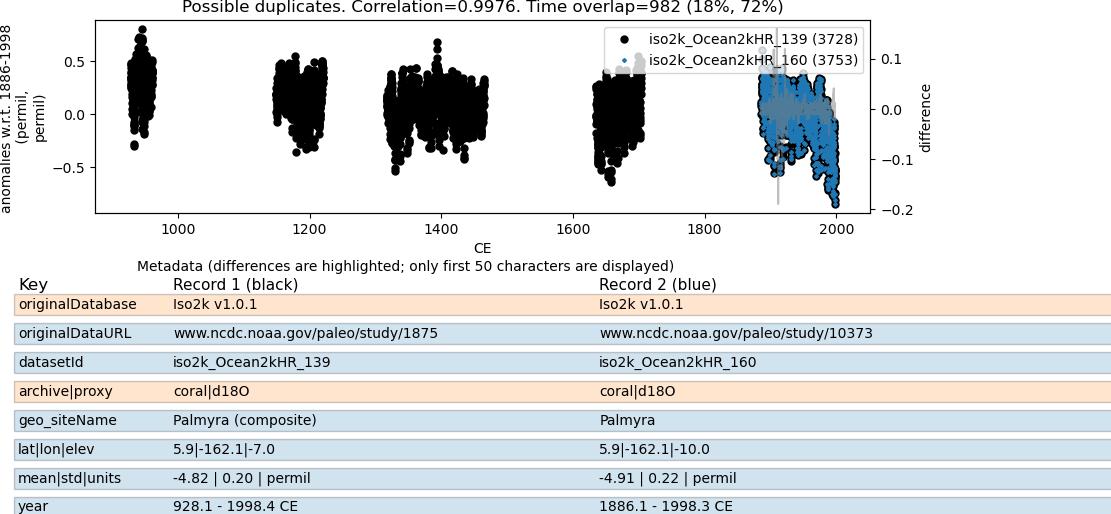 Possible duplicates. Correlation=0.9976. Time overlap=982 (18%, 72%)
anomalies w.r.t. 1886-1998
(permil,
permil)
0.5
0.0
−0.5
iso2k_Ocean2kHR_139 (3728)
iso2k_Ocean2kHR_160 (3753)
0.1
0.0
−0.1
−0.2
difference
1000 1200 1400 1600 1800 2000
CE
Metadata (differences are highlighted; only first 50 characters are displayed)
Key Record 1 (black) Record 2 (blue)
originalDatabase Iso2k v1.0.1 Iso2k v1.0.1
originalDataURL www.ncdc.noaa.gov/paleo/study/1875 www.ncdc.noaa.gov/paleo/study/10373
datasetId iso2k_Ocean2kHR_139 iso2k_Ocean2kHR_160
archive|proxy coral|d18O coral|d18O
geo_siteName Palmyra (composite) Palmyra
lat|lon|elev 5.9|-162.1|-7.0 5.9|-162.1|-10.0
mean|std|units -4.82 | 0.20 | permil -4.91 | 0.22 | permil
year 928.1 - 1998.4 CE 1886.1 - 1998.3 CE